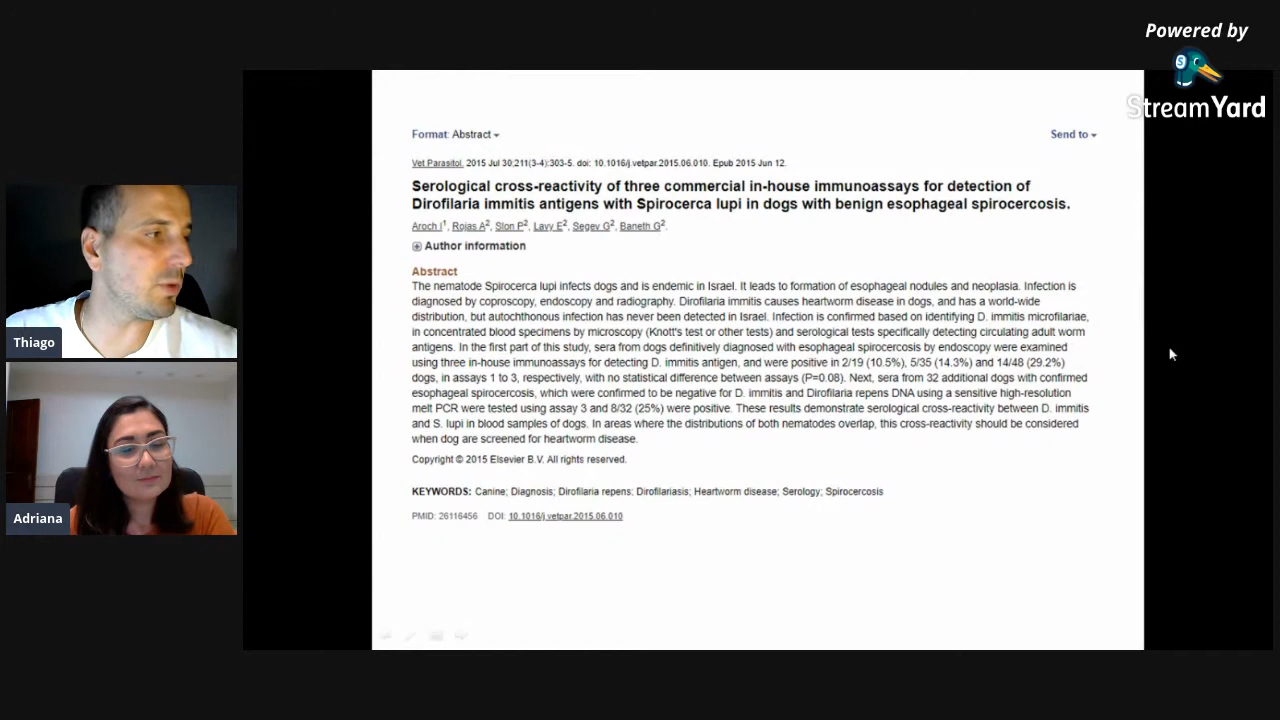 Powered by
StreamYard
Format: Abstract
Send to
Vet Parasitol. 2015 Jul 30;211(3-4):303-5. doi: 10.1016/j.vetpar.2015.06.010. Epub 2015 Jun 12.
Serological cross-reactivity of three commercial in-house immunoassays for detection of
Dirofilaria immitis antigens with Spirocerca lupi in dogs with benign esophageal spirocercosis.
Aroch I1, Rojas A2, Slon P2, Lavy E2, Segev G2, Baneth G2.
Author information
Abstract
The nematode Spirocerca lupi infects dogs and is endemic in Israel. It leads to formation of esophageal nodules and neoplasia. Infection is
diagnosed by coproscopy, endoscopy and radiography. Dirofilaria immitis causes heartworm disease in dogs, and has a world-wide
distribution, but autochthonous infection has never been detected in Israel. Infection is confirmed based on identifying D. immitis microfilariae,
in concentrated blood specimens by microscopy (Knott's test or other tests) and serological tests specifically detecting circulating adult worm
antigens. In the first part of this study, sera from dogs definitively diagnosed with esophageal spirocercosis by endoscopy were examined
using three in-house immunoassays for detecting D. immitis antigen, and were positive in 2/19 (10.5%), 5/35 (14.3%) and 14/48 (29.2%)
dogs, in assays 1 to 3, respectively, with no statistical difference between assays (P=0.08). Next, sera from 32 additional dogs with confirmed
esophageal spirocercosis, which were confirmed to be negative for D. immitis and Dirofilaria repens DNA using a sensitive high-resolution
melt PCR were tested using assay 3 and 8/32 (25%) were positive. These results demonstrate serological cross-reactivity between D. immitis
and S. lupi in blood samples of dogs. In areas where the distributions of both nematodes overlap, this cross-reactivity should be considered
when dog are screened for heartworm disease.
Copyright © 2015 Elsevier B.V. All rights reserved.
KEYWORDS: Canine; Diagnosis; Dirofilaria repens; Dirofilariasis; Heartworm disease; Serology; Spirocercosis
PMID: 26116456 DOI: 10.1016/j.vetpar.2015.06.010
Thiago
Adriana